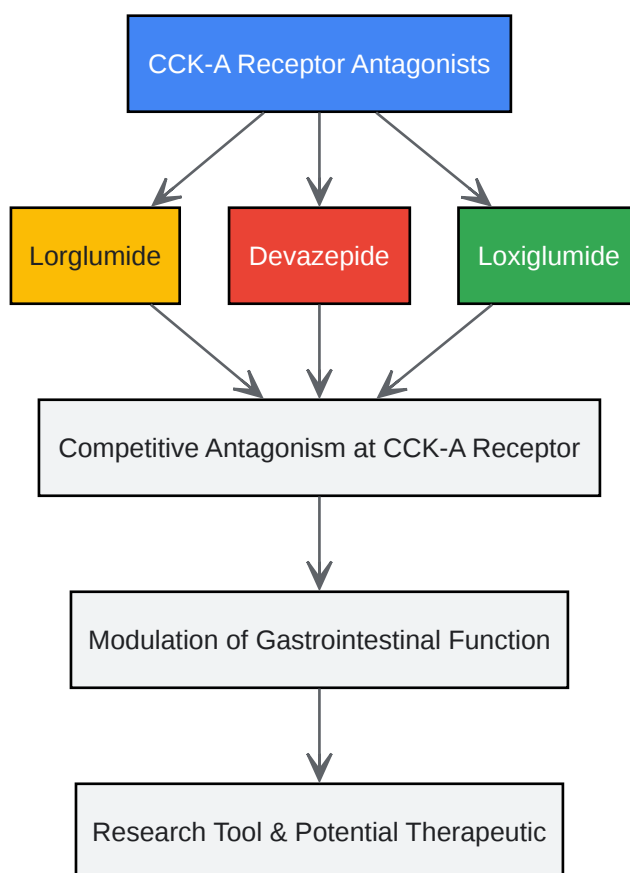 CCK-A Receptor Antagonists
Lorglumide
Devazepide
Loxiglumide
Competitive Antagonism at CCK-A Receptor
Modulation of Gastrointestinal Function
Research Tool & Potential Therapeutic